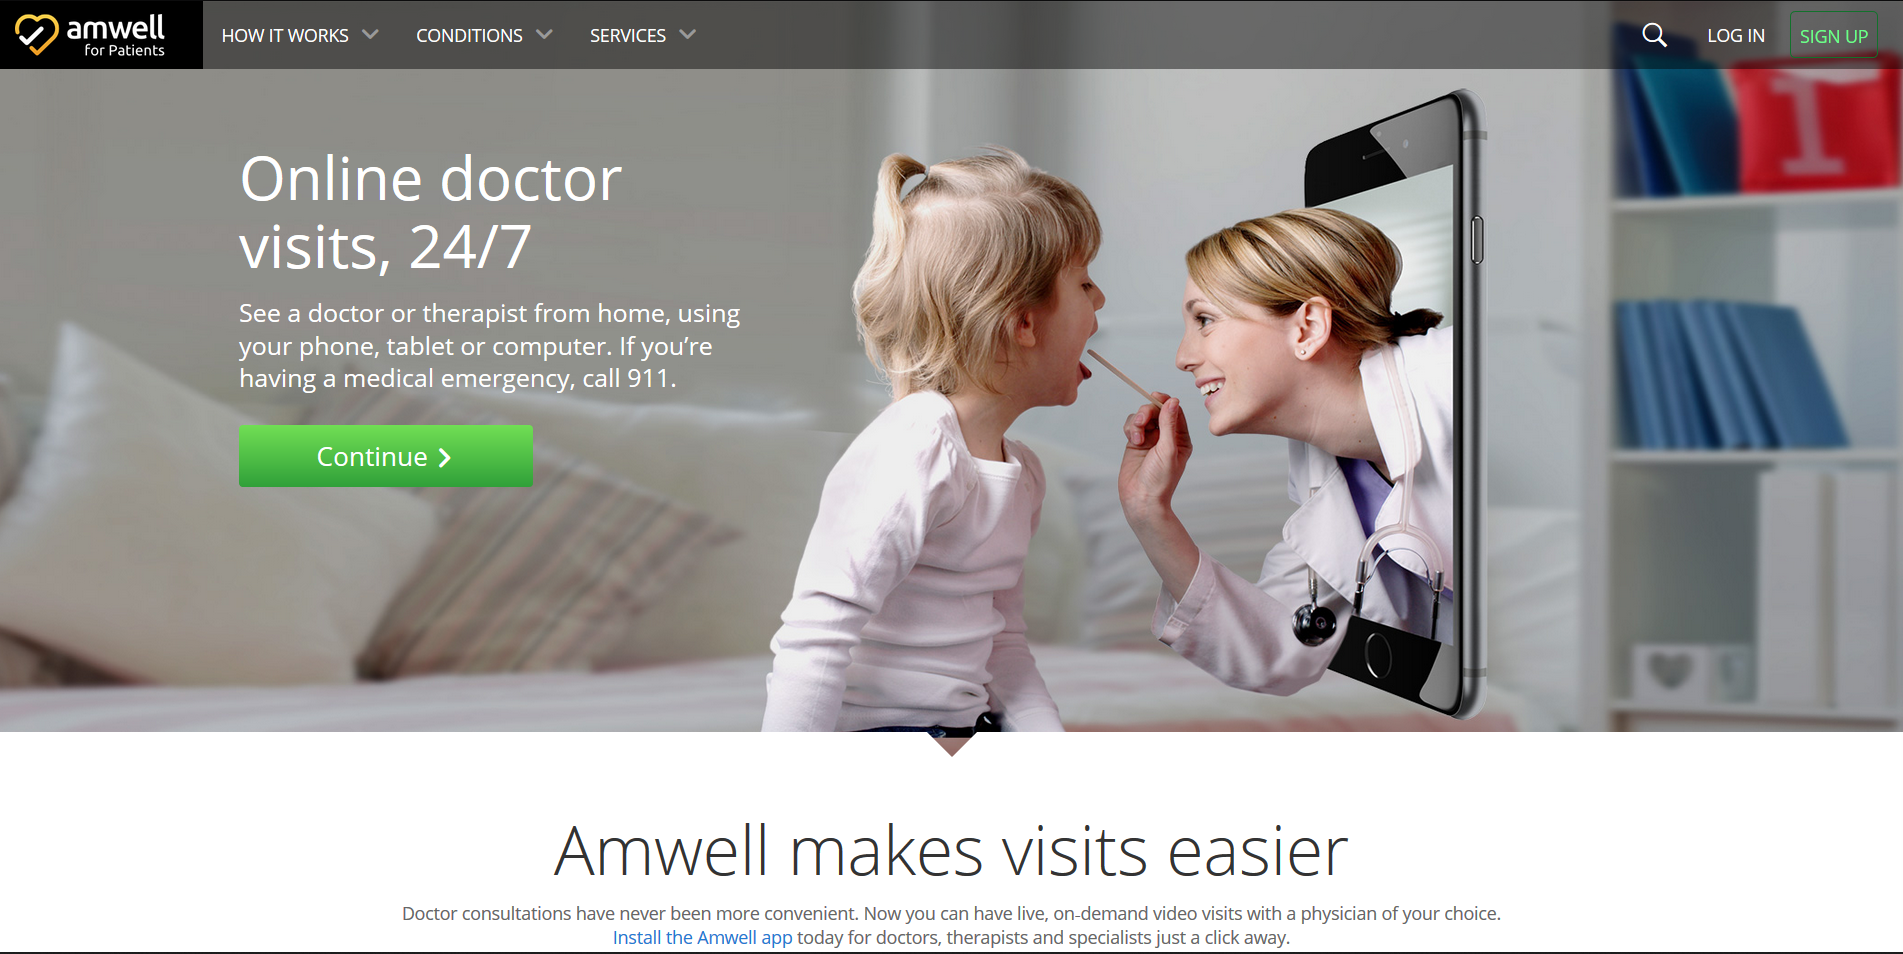 amwell
for Patients
HOW IT WORKS
CONDITIONS
SERVICES
LOG IN
SIGN UP
Online doctor
visits, 24/7
See a doctor or therapist from home, using
your phone, tablet or computer. If you’re
having a medical emergency, call 911.
Continue
Amwell makes visits easier
Doctor consultations have never been more convenient. Now you can have live, on-demand video visits with a physician of your choice.
Install the Amwell app today for doctors, therapists and specialists just a click away.